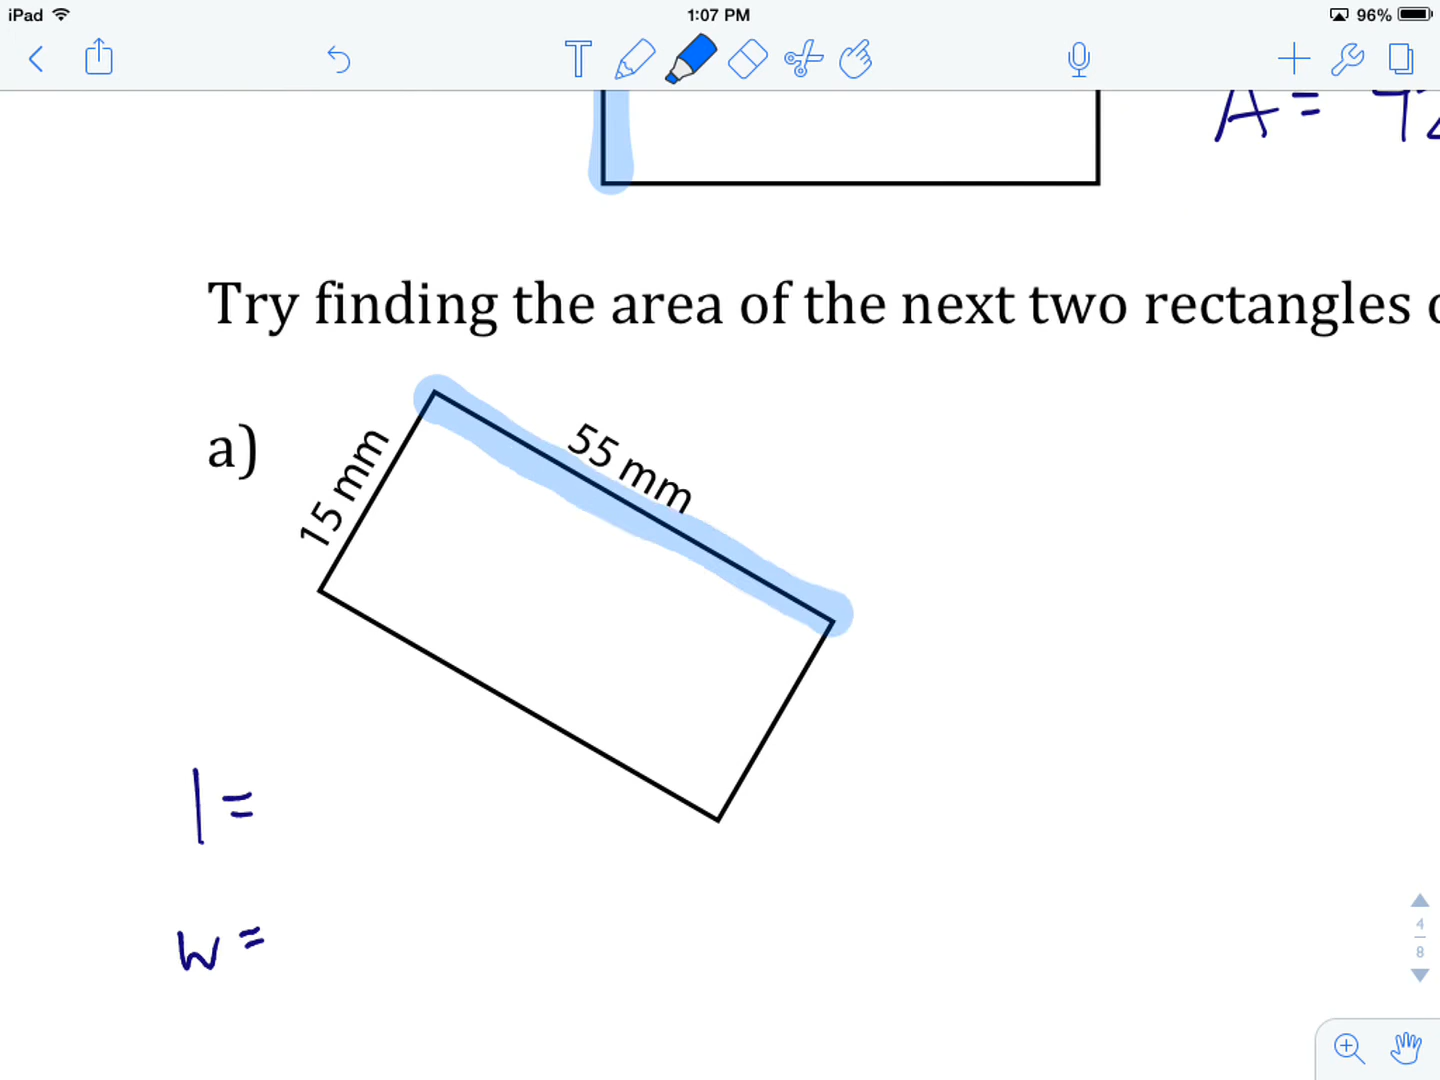 iPad 1:07 PM 96%
T
A =
Try finding the area of the next two rectangles
a)
55 mm
15 mm
l =
w =
4
8